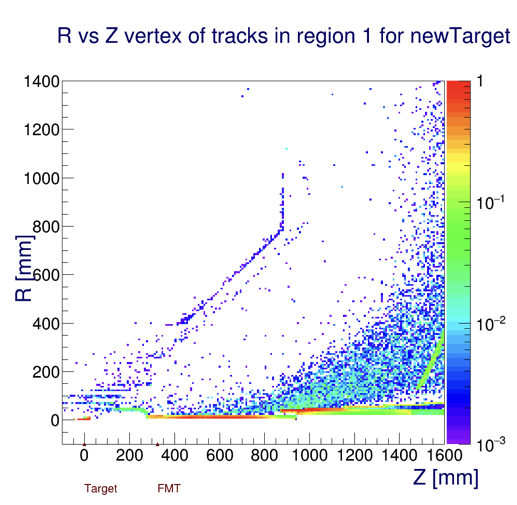 R vs Z vertex of tracks in region 1 for newTarget
1400
1200
1000
800
600
400
200
0
R [mm]
0 200 400 600 800 1000 1200 1400 1600
Z [mm]
1
10⁻¹
10⁻²
10⁻³
Target FMT